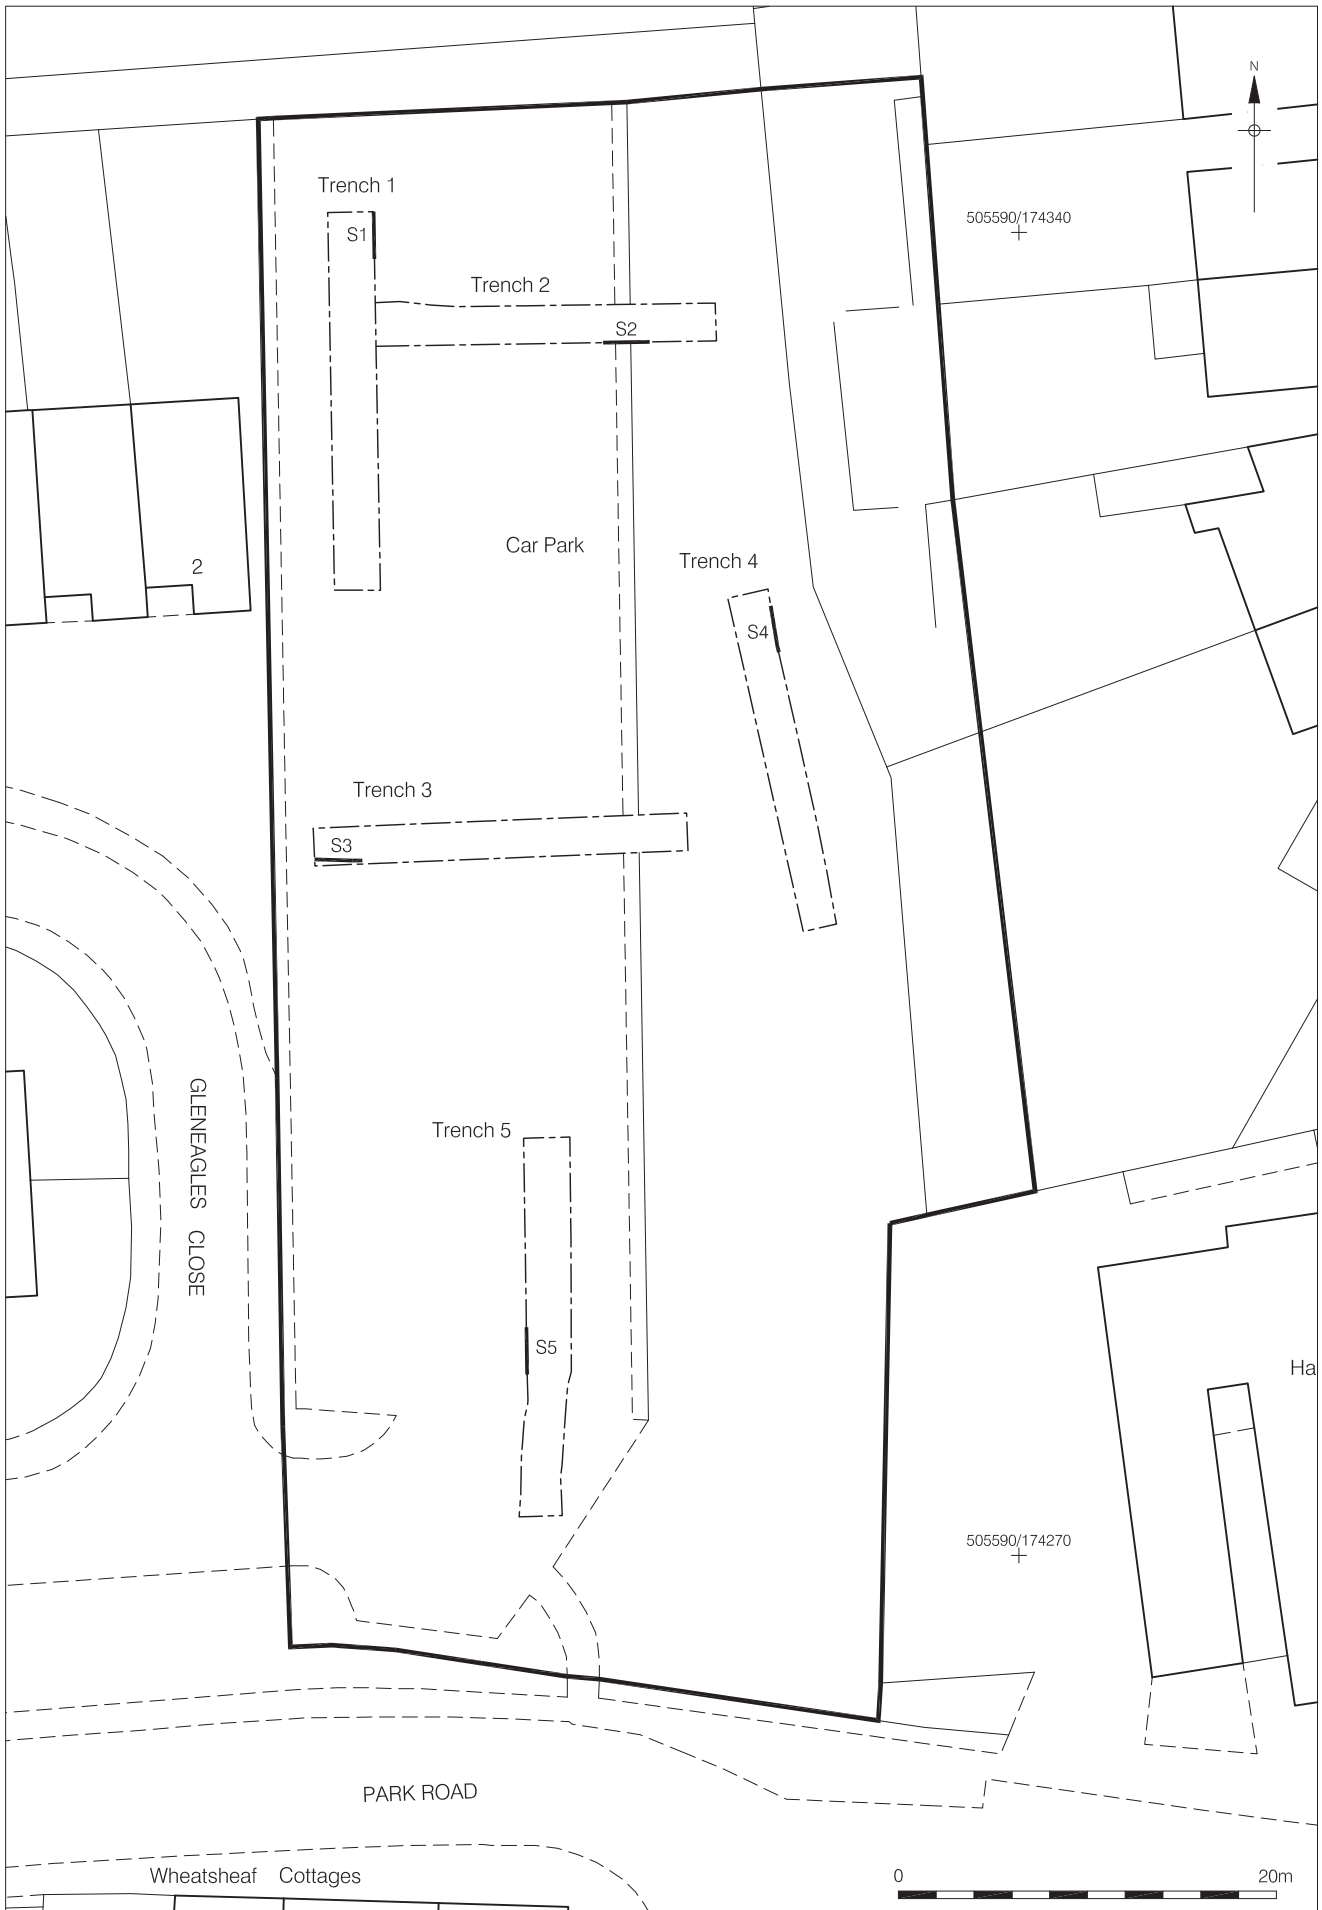 N
Trench 1
505590/174340
S1
Trench 2
S2
Car Park
Trench 4
2
S4
Trench 3
S3
GLENEAGLES CLOSE
Trench 5
S5
Ha
505590/174270
PARK ROAD
Wheatsheaf Cottages
0 20m